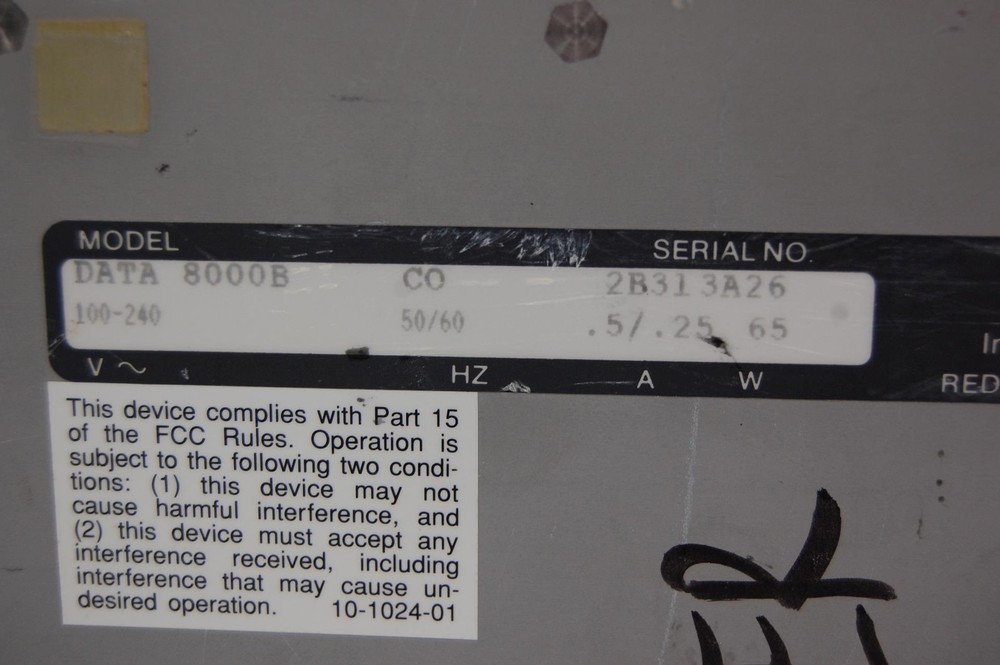 MODEL SERIAL NO.
DATA 8000B CO 2B313A26
100-240 50/60 .5/.25 65
V ~ HZ A W
RED
This device complies with Part 15
of the FCC Rules. Operation is
subject to the following two condi-
tions: (1) this device may not
cause harmful interference, and
(2) this device must accept any
interference received, including
interference that may cause un-
desired operation. 10-1024-01